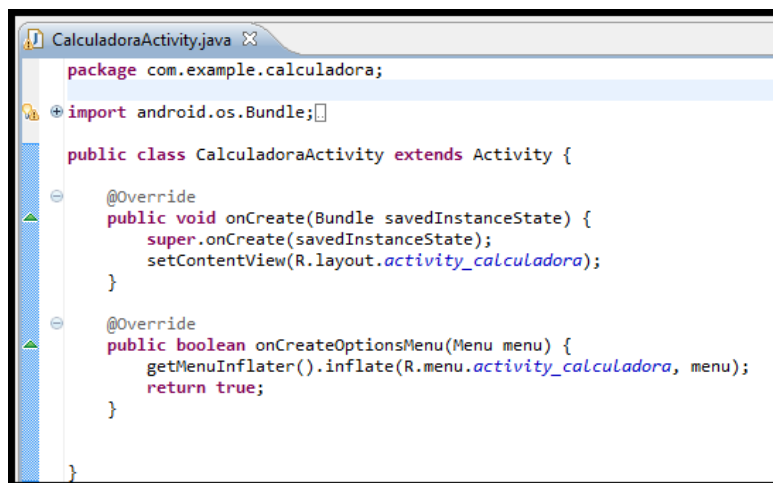 CalculadoraActivity.java
package com.example.calculadora;
import android.os.Bundle;
public class CalculadoraActivity extends Activity {
@Override
public void onCreate(Bundle savedInstanceState) {
super.onCreate(savedInstanceState);
setContentView(R.layout.activity_calculadora);
}
@Override
public boolean onCreateOptionsMenu(Menu menu) {
getMenuInflater().inflate(R.menu.activity_calculadora, menu);
return true;
}
}